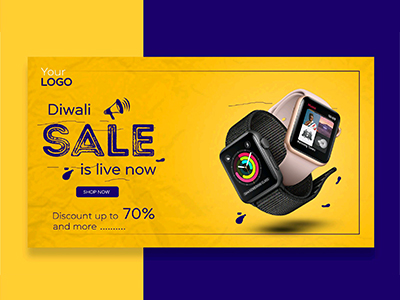 Your
LOGO
Diwali
SALE
is live now
SHOP NOW
Discount up to 70%
and more ..........